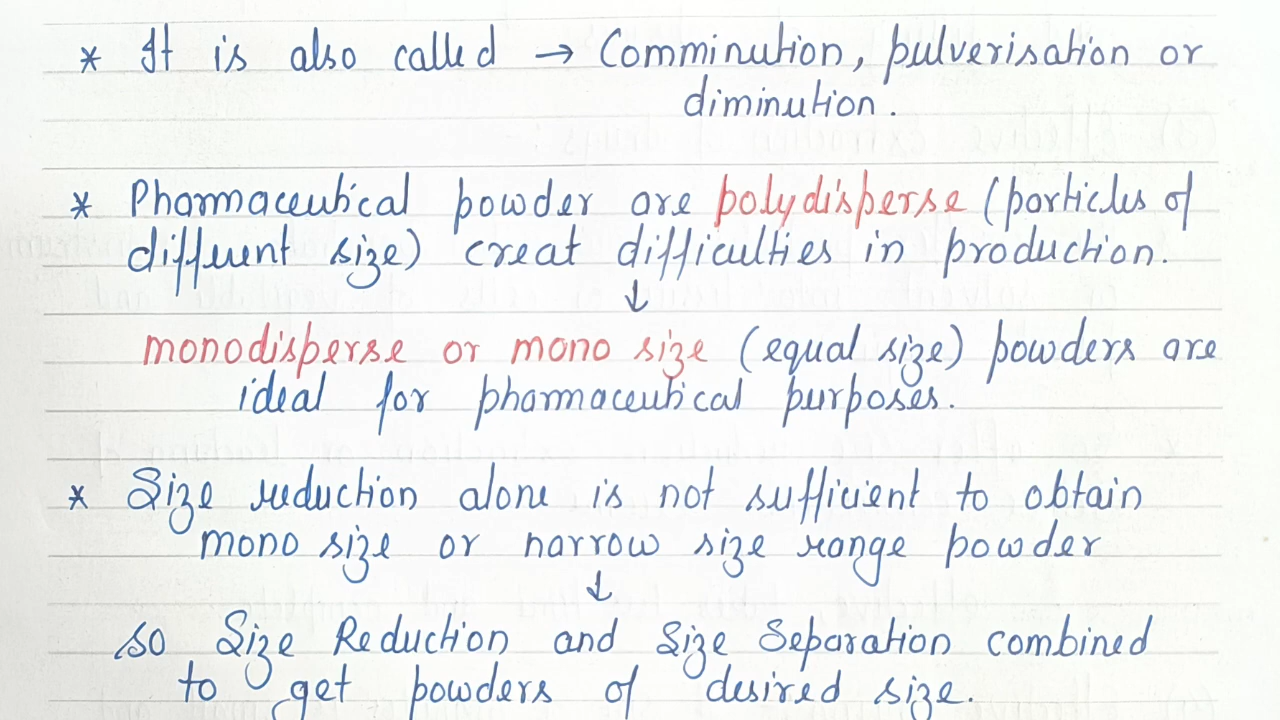 * It is also called → Comminution, pulverisation or
diminution.
* Pharmaceutical powder are polydisperse (particles of
different size) creat difficulties in production.
↓
monodisperse or mono size (equal size) powders are
ideal for pharmaceutical purposes.
* Size reduction alone is not sufficient to obtain
mono size or narrow size range powder
↓
so Size Reduction and Size Separation combined
to get powders of desired size.